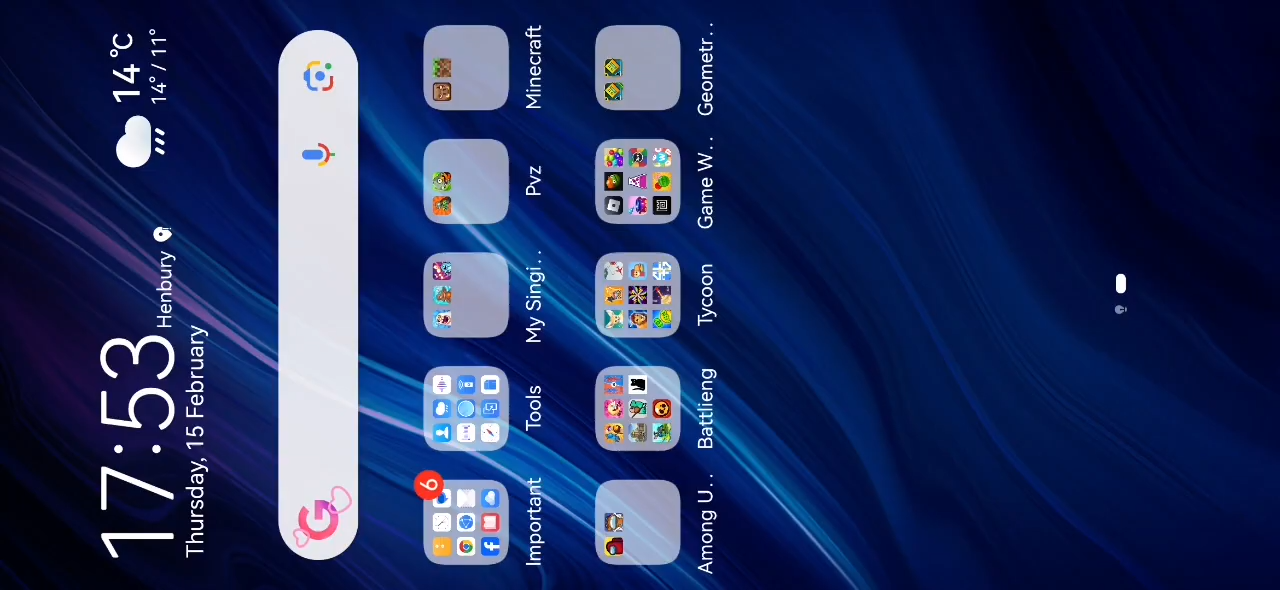 17:53
14°C
14° / 11°
Henbury
Thursday, 15 February
6
Important
Tools
My Singi..
Pvz
Minecraft
Among U..
Battlieng
Tycoon
Game W..
Geometr..